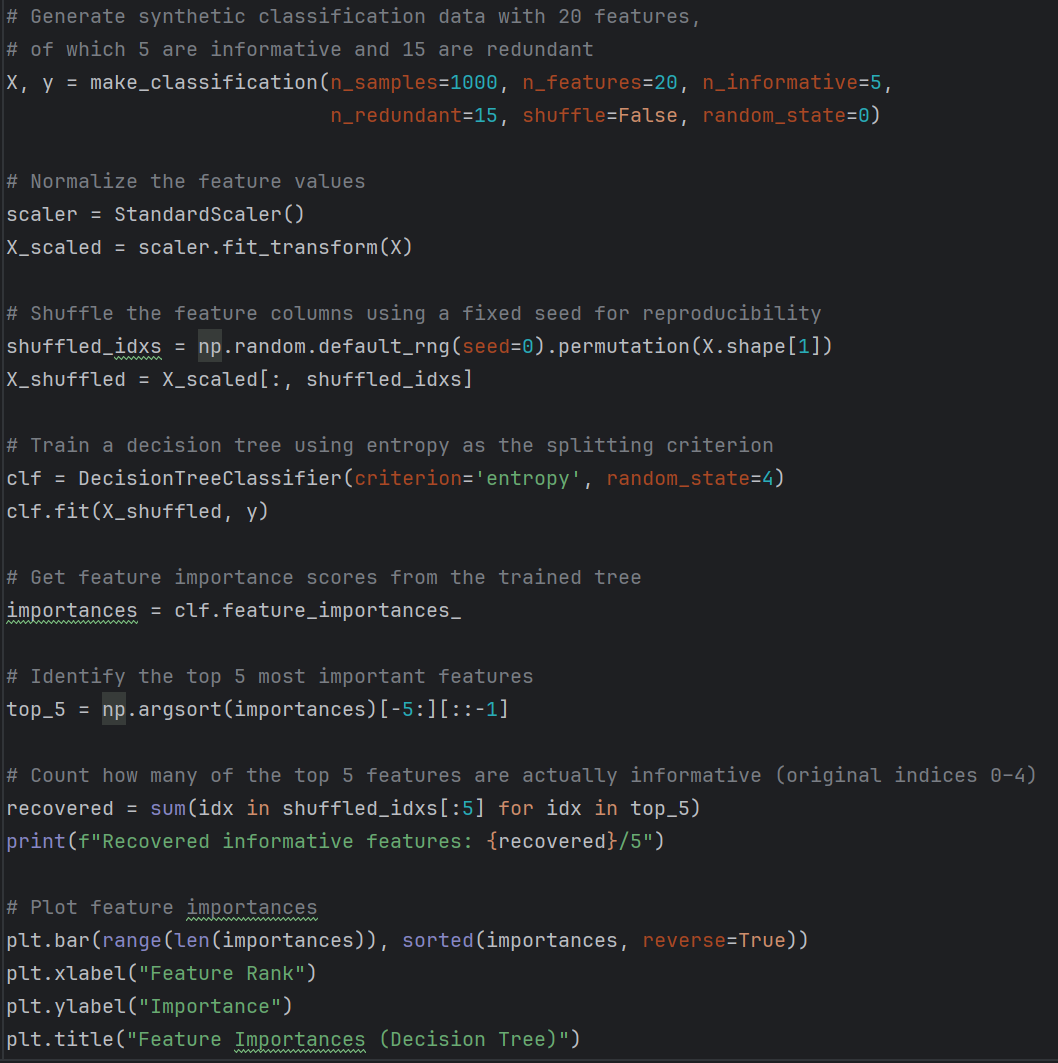 # Generate synthetic classification data with 20 features,
# of which 5 are informative and 15 are redundant
X, y = make_classification(n_samples=1000, n_features=20, n_informative=5,
                           n_redundant=15, shuffle=False, random_state=0)

# Normalize the feature values
scaler = StandardScaler()
X_scaled = scaler.fit_transform(X)

# Shuffle the feature columns using a fixed seed for reproducibility
shuffled_idxs = np.random.default_rng(seed=0).permutation(X.shape[1])
X_shuffled = X_scaled[:, shuffled_idxs]

# Train a decision tree using entropy as the splitting criterion
clf = DecisionTreeClassifier(criterion='entropy', random_state=4)
clf.fit(X_shuffled, y)

# Get feature importance scores from the trained tree
importances = clf.feature_importances_

# Identify the top 5 most important features
top_5 = np.argsort(importances)[-5:][::-1]

# Count how many of the top 5 features are actually informative (original indices 0-4)
recovered = sum(idx in shuffled_idxs[:5] for idx in top_5)
print(f"Recovered informative features: {recovered}/5")

# Plot feature importances
plt.bar(range(len(importances)), sorted(importances, reverse=True))
plt.xlabel("Feature Rank")
plt.ylabel("Importance")
plt.title("Feature Importances (Decision Tree)")